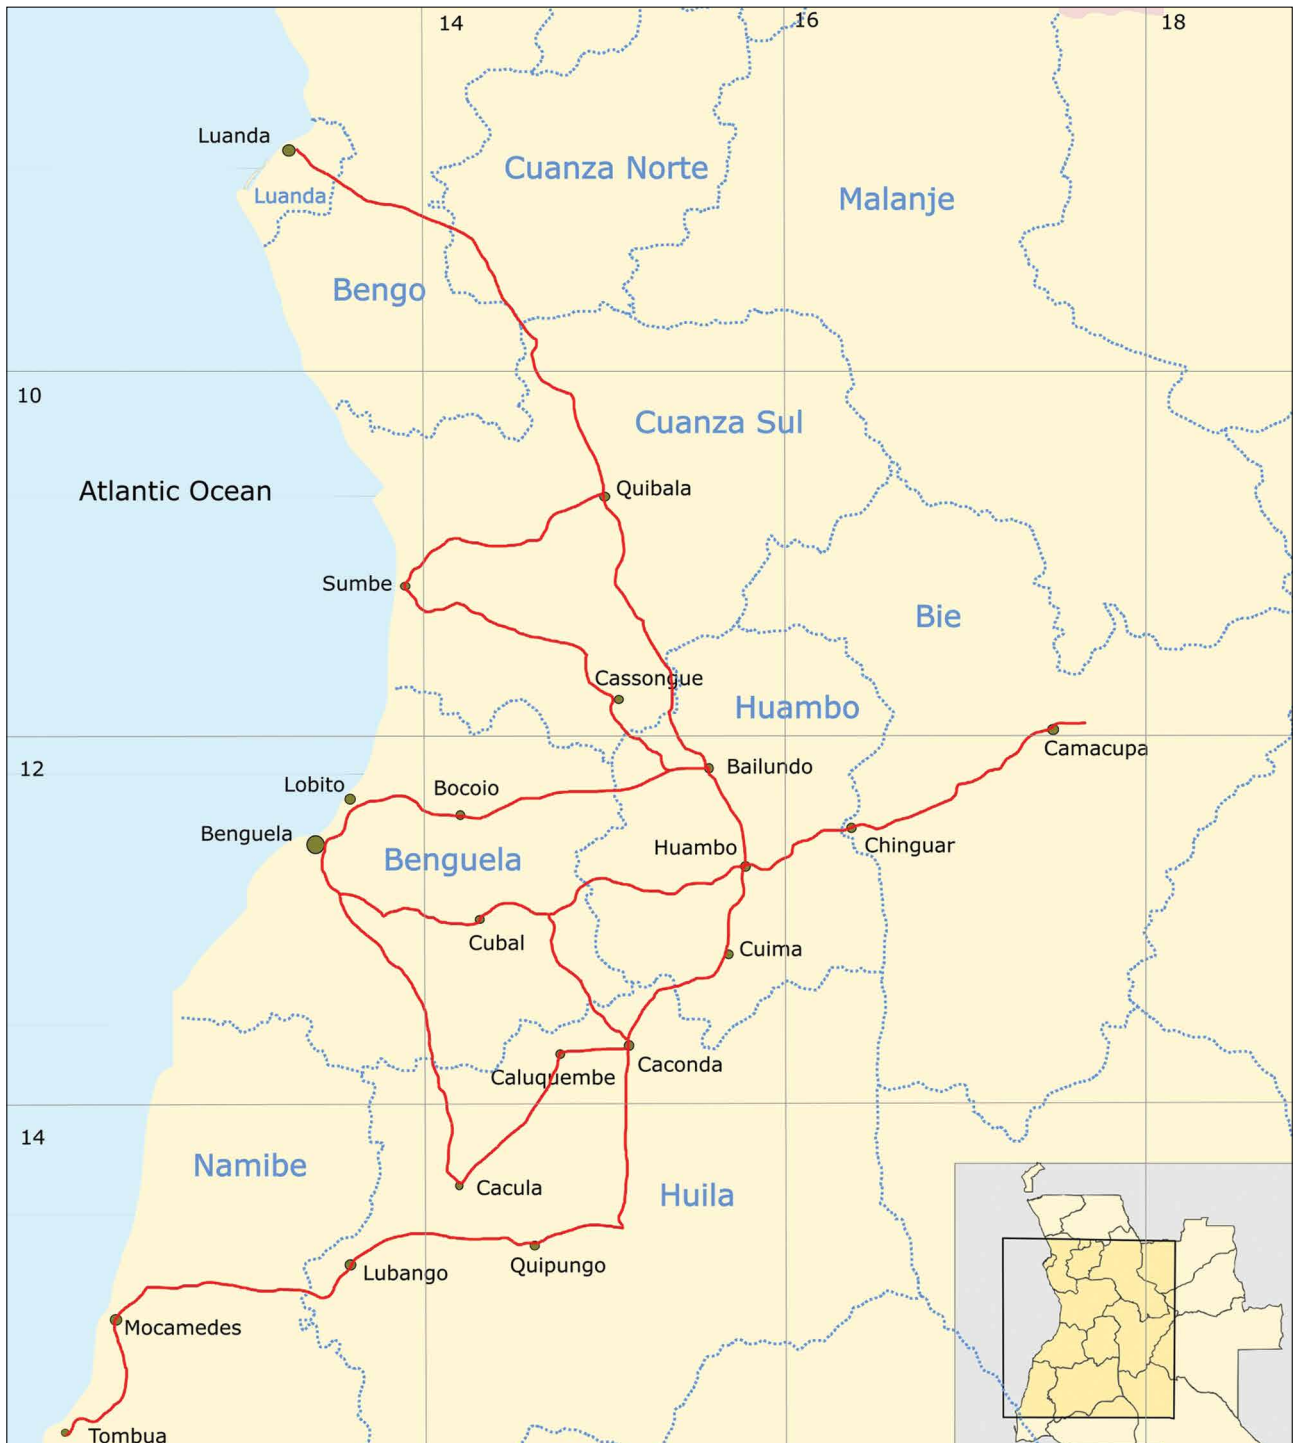 14
16
18
Luanda
Luanda
Cuanza Norte
Malanje
Bengo
10
Cuanza Sul
Atlantic Ocean
Quibala
Sumbe
Bie
Cassongue
Huambo
Camacupa
12
Bailundo
Lobito
Bocoio
Benguela
Huambo
Chinguar
Benguela
Cubal
Cuima
Caconda
Caluquembe
14
Namibe
Cacula
Huila
Quipungo
Lubango
Mocamedes
Tombua